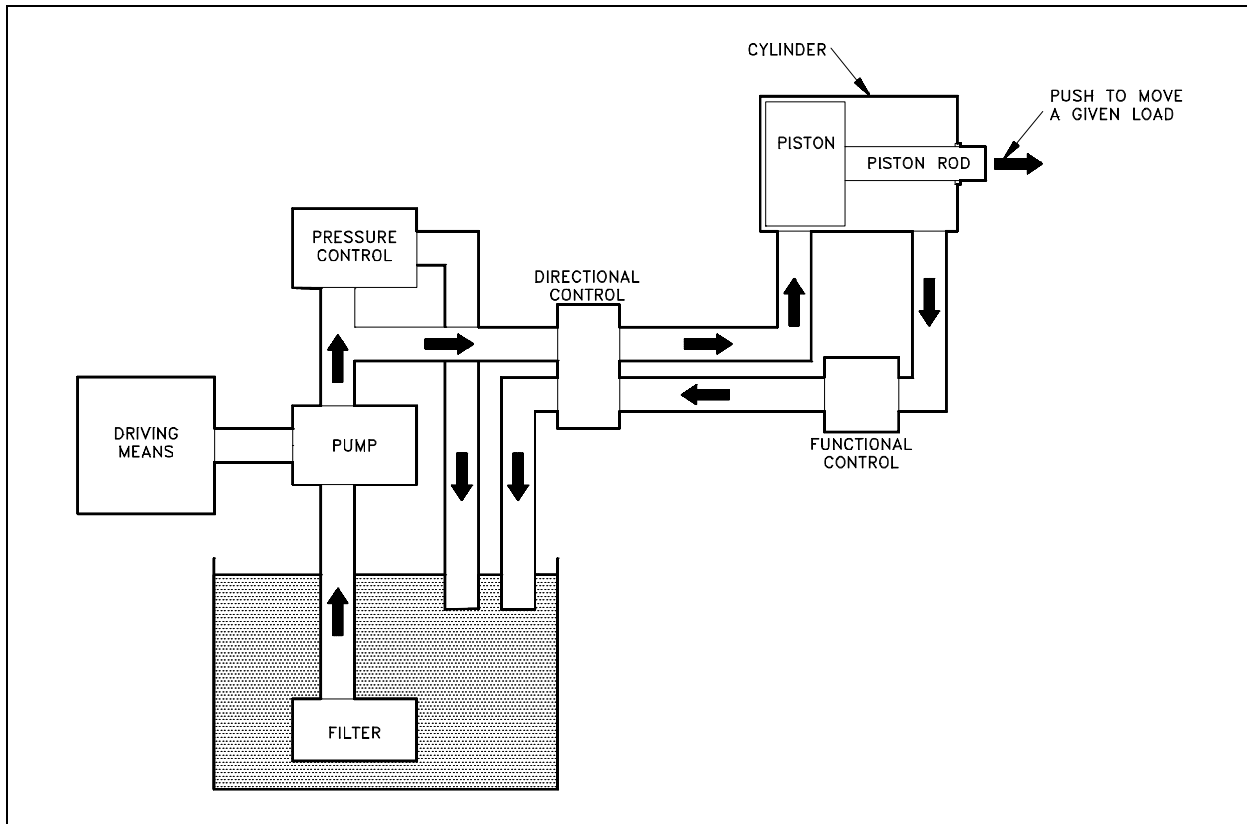 CYLINDER
PUSH TO MOVE
A GIVEN LOAD
PISTON
PISTON ROD
PRESSURE
CONTROL
DIRECTIONAL
CONTROL
DRIVING
MEANS
PUMP
FUNCTIONAL
CONTROL
FILTER